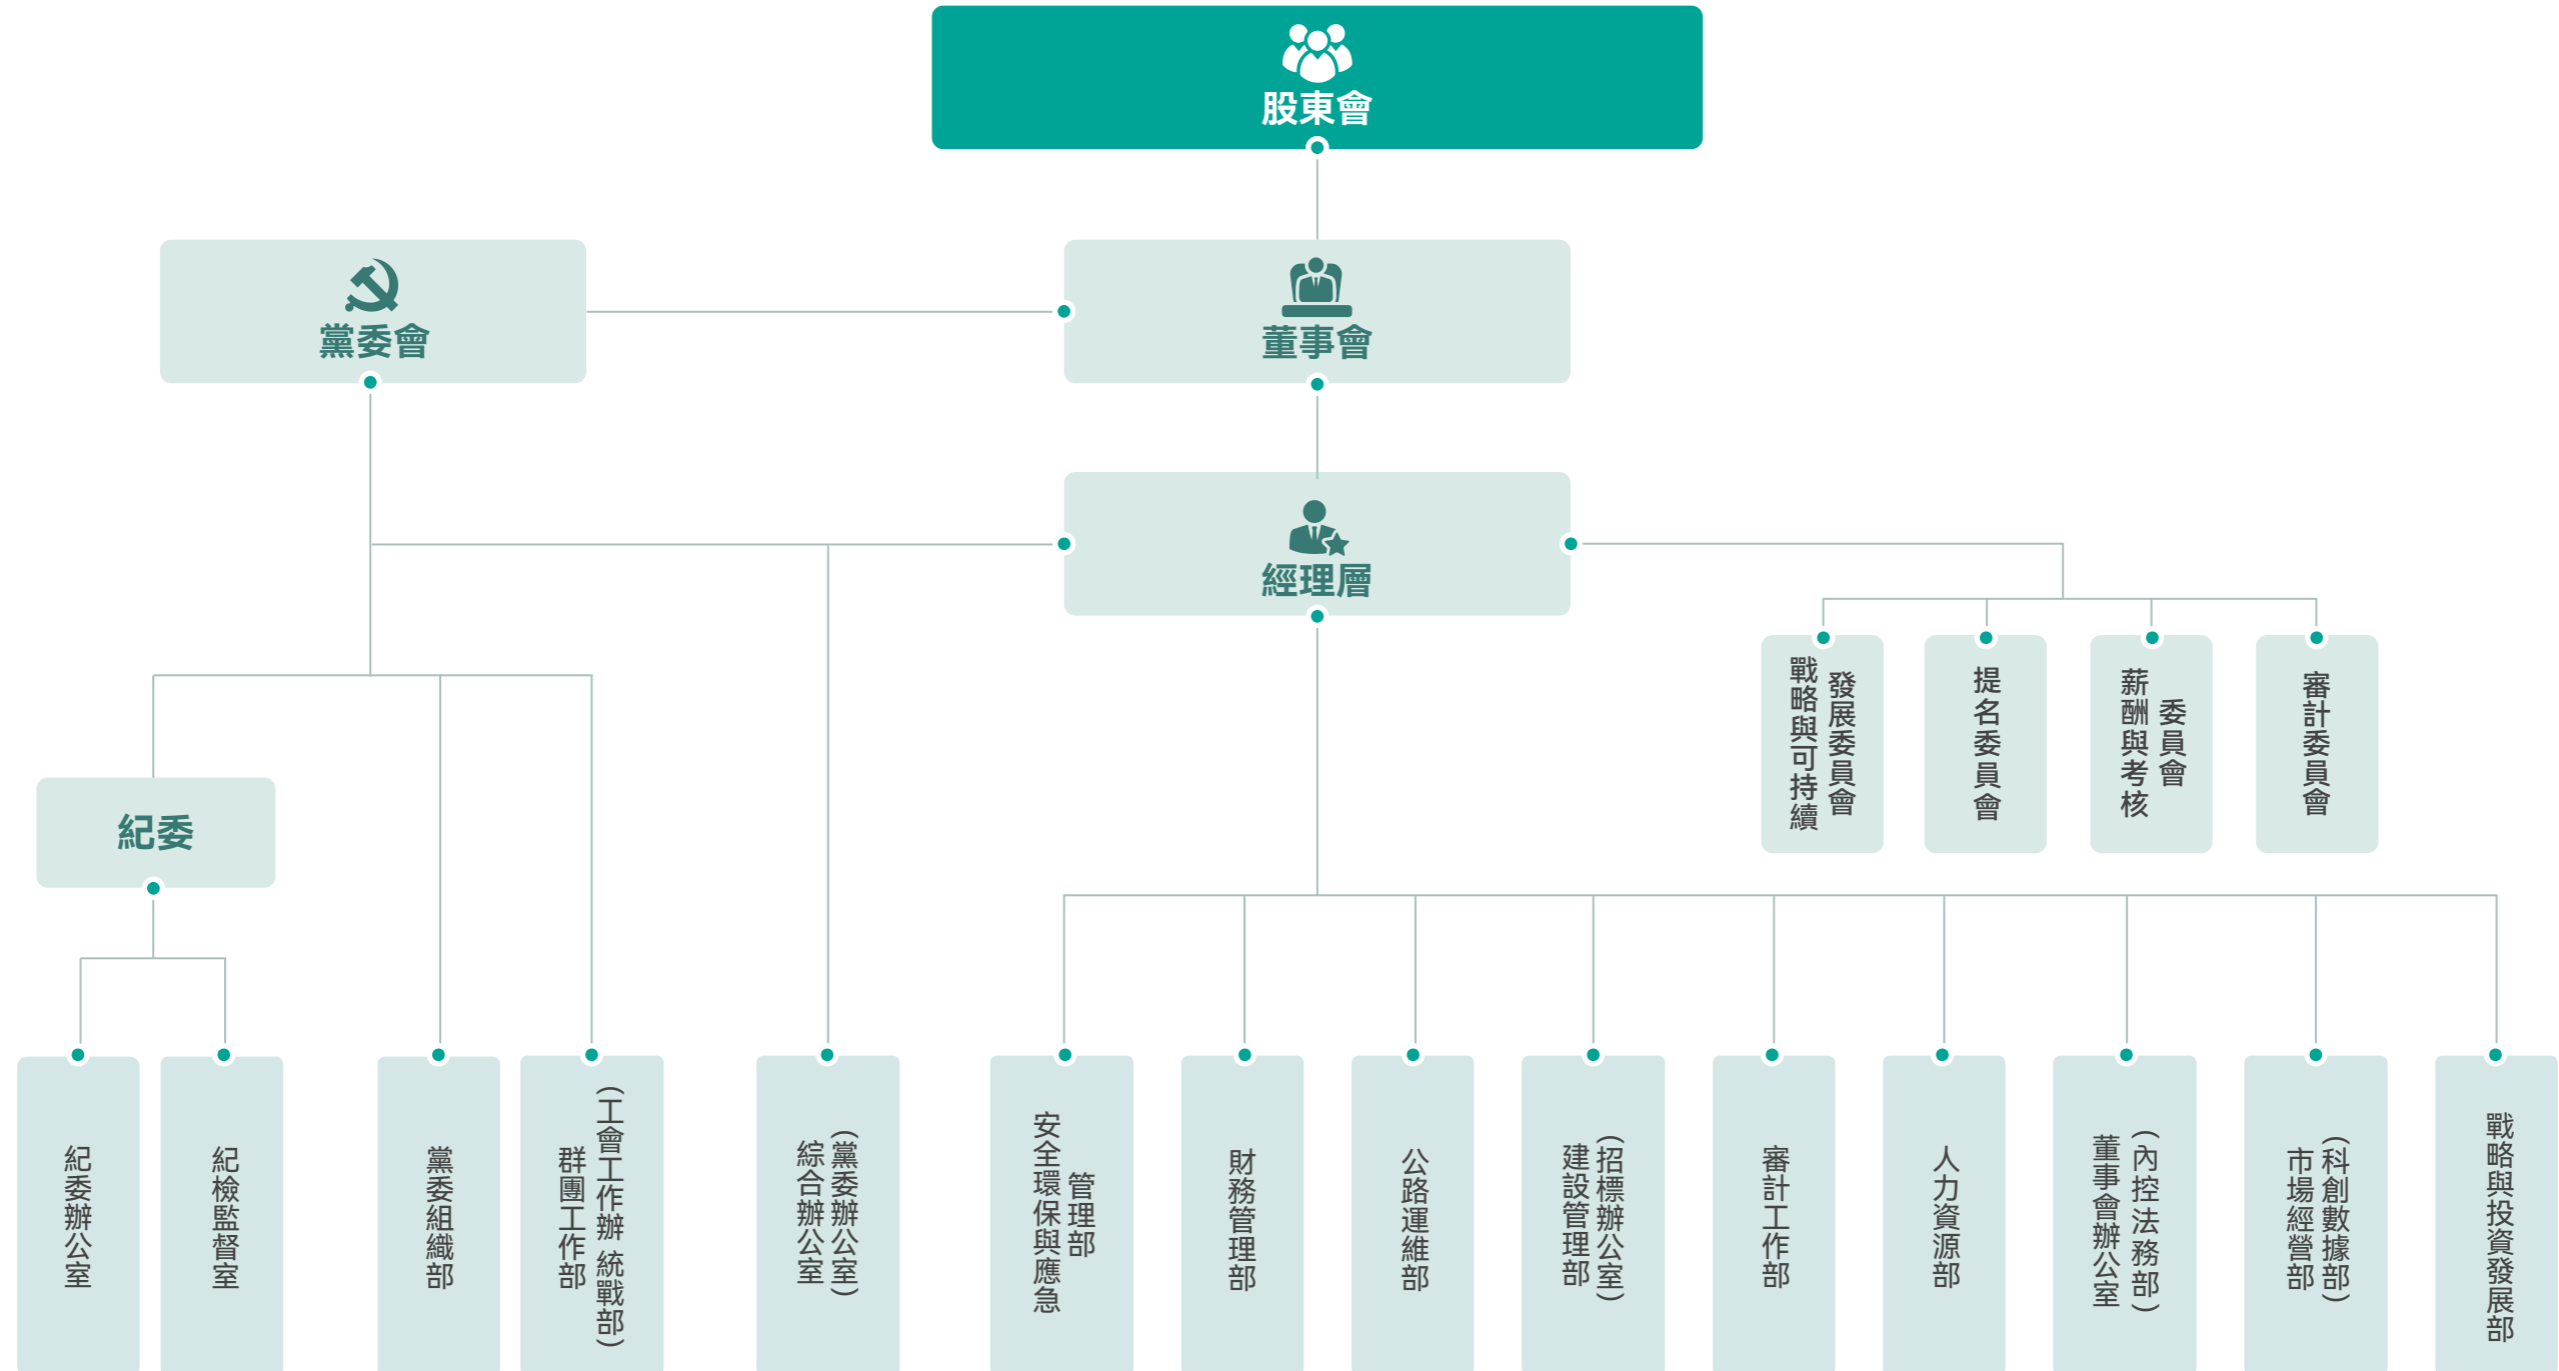 股東會
黨委會
董事會
經理層
戰略與可持續
發展委員會
提名委員會
薪酬與考核
委員會
審計委員會
紀委
紀委辦公室
紀檢監督室
黨委組織部
群團工作部
（工會工作辦 統戰部）
綜合辦公室
（黨委辦公室）
安全環保與應急
管理部
財務管理部
公路運維部
建設管理部
（招標辦公室）
審計工作部
人力資源部
董事會辦公室
（內控法務部）
市場經營部
（科創數據部）
戰略與投資發展部